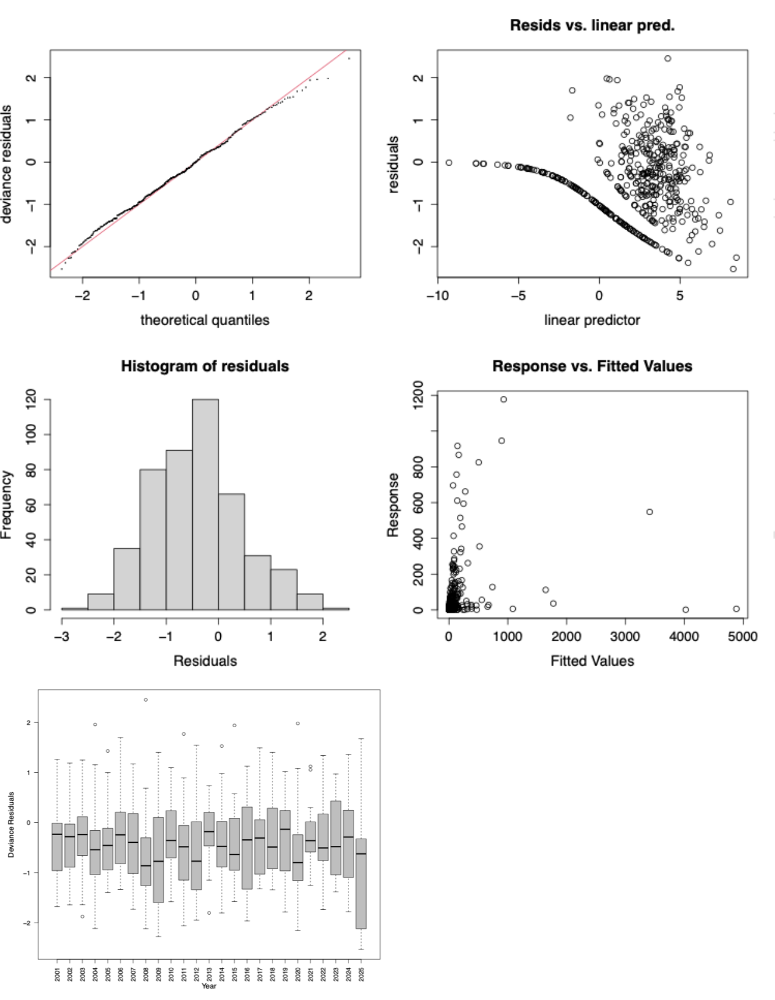 deviance residuals
2
1
0
−1
−2
−2 −1 0 1 2
theoretical quantiles
Resids vs. linear pred.
residuals
2
1
0
−1
−2
−10 −5 0 5
linear predictor
Histogram of residuals
Frequency
120
100
80
60
40
20
0
−3 −2 −1 0 1 2
Residuals
Response vs. Fitted Values
Response
1200
800
600
400
200
0
0 1000 2000 3000 4000 5000
Fitted Values
Deviance Residuals
2
1
0
−1
−2
2001 2002 2003 2004 2005 2006 2007 2008 2009 2010 2011 2012 2013 2014 2015 2016 2017 2018 2019 2020 2021 2022 2023 2024 2025
Year